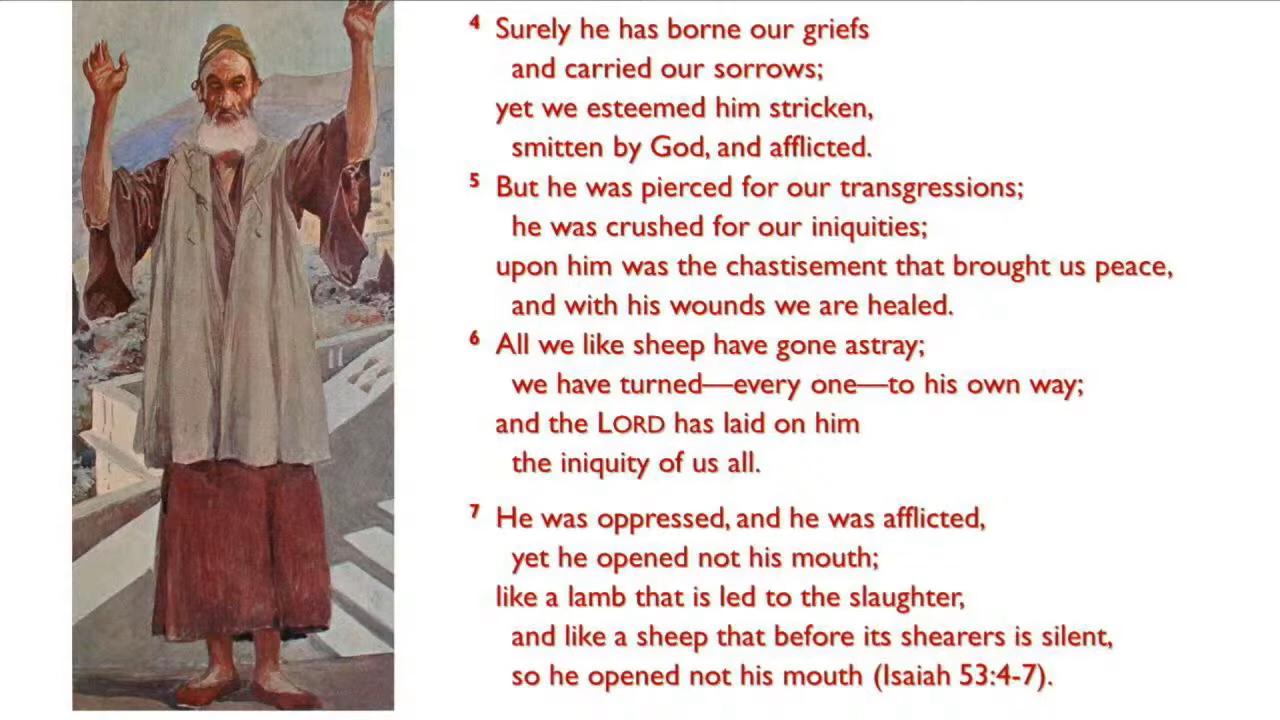 4 Surely he has borne our griefs
and carried our sorrows;
yet we esteemed him stricken,
smitten by God, and afflicted.
5 But he was pierced for our transgressions;
he was crushed for our iniquities;
upon him was the chastisement that brought us peace,
and with his wounds we are healed.
6 All we like sheep have gone astray;
we have turned—every one—to his own way;
and the LORD has laid on him
the iniquity of us all.
7 He was oppressed, and he was afflicted,
yet he opened not his mouth;
like a lamb that is led to the slaughter,
and like a sheep that before its shearers is silent,
so he opened not his mouth (Isaiah 53:4-7).